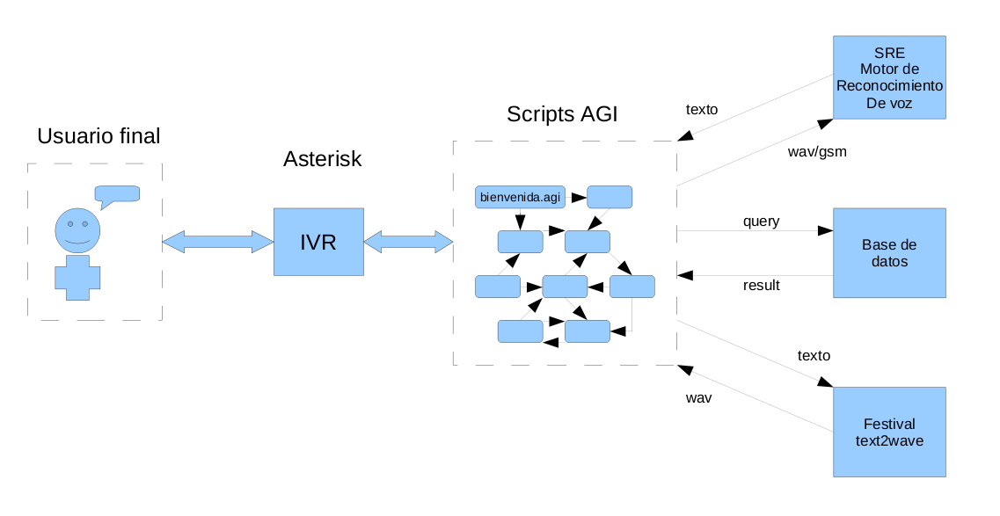 Usuario final
Asterisk
IVR
Scripts AGI
bienvenida.agi
texto
wav/gsm
SRE
Motor de
Reconocimiento
De voz
query
result
Base de
datos
texto
wav
Festival
text2wave